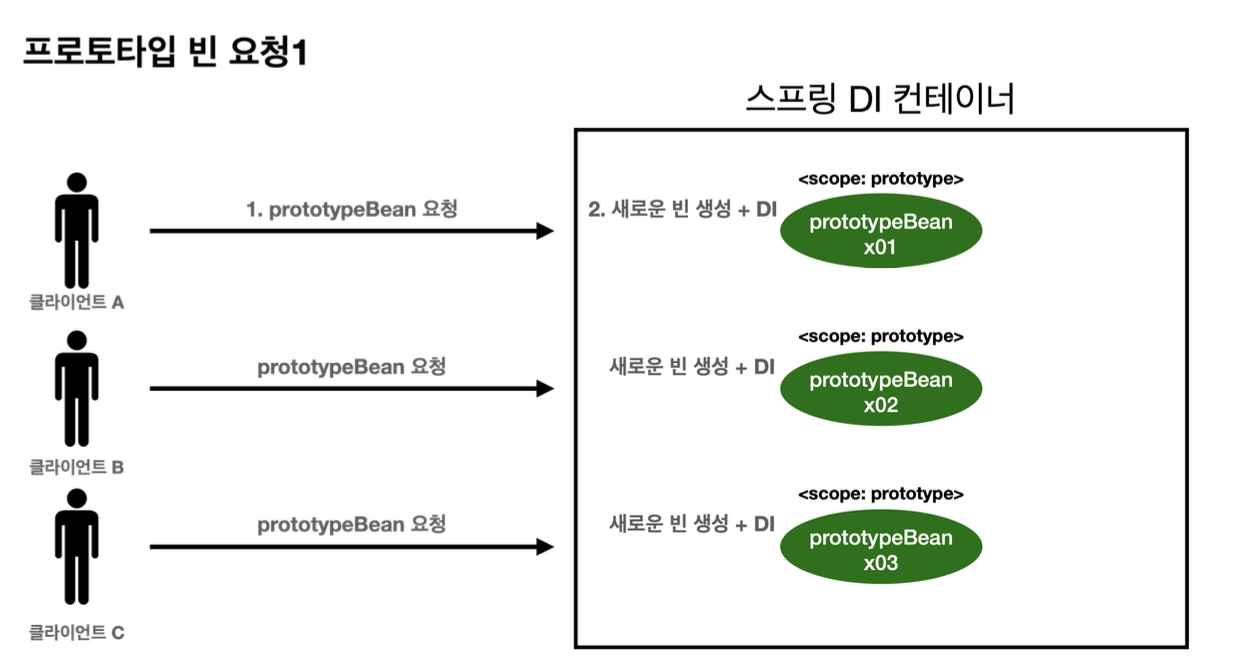 프로토타입 빈 요청1
스프링 DI 컨테이너
<scope: prototype>
1. prototypeBean 요청
2. 새로운 빈 생성 + DI
prototypeBean
x01
클라이언트 A
<scope: prototype>
prototypeBean 요청
새로운 빈 생성 + DI
prototypeBean
x02
클라이언트 B
<scope: prototype>
prototypeBean 요청
새로운 빈 생성 + DI
prototypeBean
x03
클라이언트 C